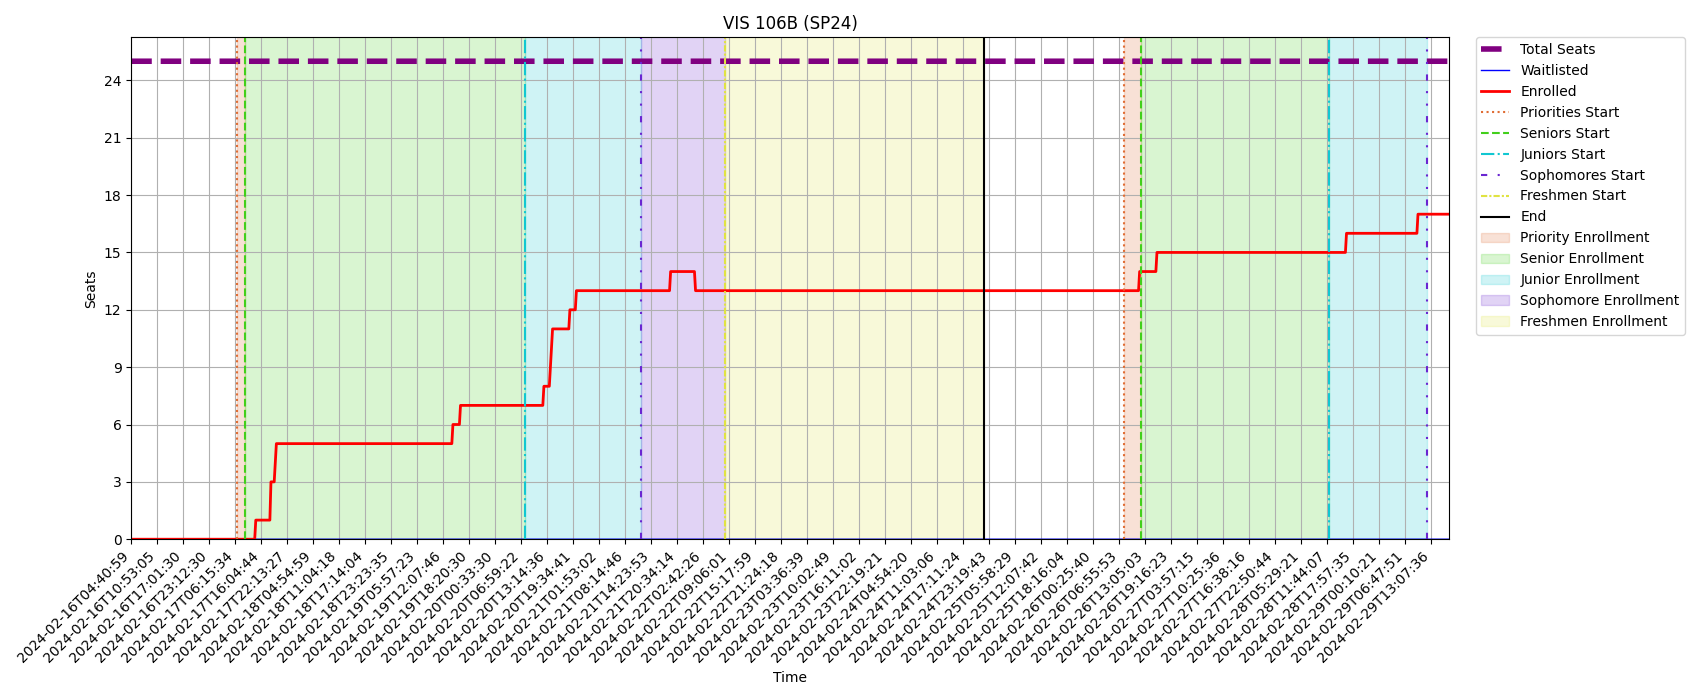 VIS 106B (SP24)
Seats
24
21
18
15
12
9
6
3
0
2024-02-16T04:40:59
2024-02-16T10:53:05
2024-02-16T17:01:30
2024-02-16T23:12:30
2024-02-17T06:15:34
2024-02-17T16:04:44
2024-02-17T22:13:27
2024-02-18T04:54:59
2024-02-18T11:04:18
2024-02-18T17:14:04
2024-02-18T23:23:35
2024-02-19T05:57:23
2024-02-19T12:07:46
2024-02-19T18:20:30
2024-02-20T00:33:30
2024-02-20T06:59:22
2024-02-20T13:14:36
2024-02-20T19:34:41
2024-02-21T01:53:02
2024-02-21T08:14:46
2024-02-21T14:23:53
2024-02-21T20:34:14
2024-02-22T02:42:26
2024-02-22T09:06:01
2024-02-22T15:17:59
2024-02-22T21:24:18
2024-02-23T03:36:39
2024-02-23T10:02:49
2024-02-23T16:11:02
2024-02-23T22:19:21
2024-02-24T04:54:20
2024-02-24T11:03:06
2024-02-24T17:11:24
2024-02-24T23:19:43
2024-02-25T05:58:29
2024-02-25T12:07:42
2024-02-25T18:16:04
2024-02-26T00:25:40
2024-02-26T06:55:53
2024-02-26T13:05:03
2024-02-26T19:16:23
2024-02-27T03:57:15
2024-02-27T10:25:36
2024-02-27T16:38:16
2024-02-27T22:50:44
2024-02-28T05:29:21
2024-02-28T11:44:07
2024-02-28T17:57:35
2024-02-29T00:10:21
2024-02-29T06:47:51
2024-02-29T13:07:36
Time
Total Seats
Waitlisted
Enrolled
Priorities Start
Seniors Start
Juniors Start
Sophomores Start
Freshmen Start
End
Priority Enrollment
Senior Enrollment
Junior Enrollment
Sophomore Enrollment
Freshmen Enrollment